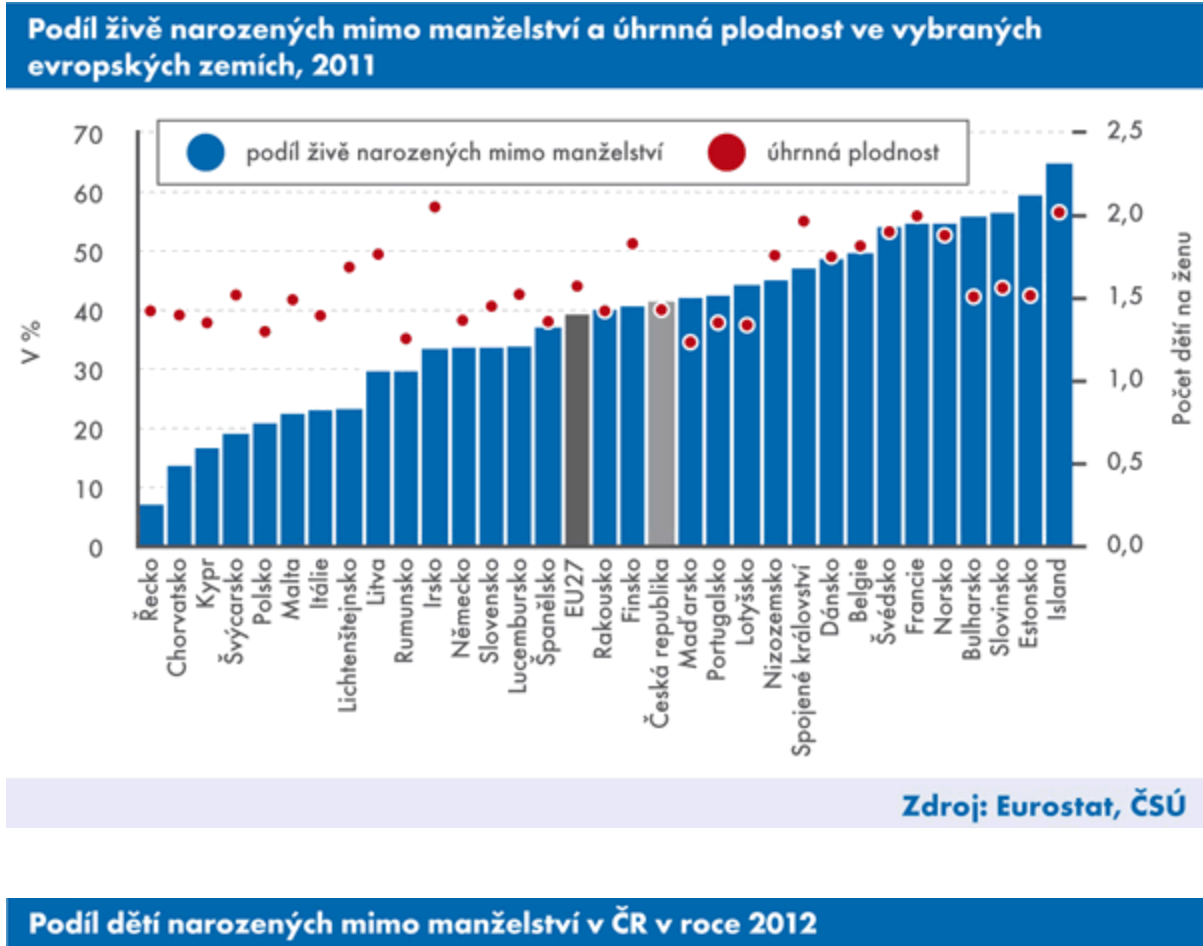 Podíl živě narozených mimo manželství a úhrnná plodnost ve vybraných
evropských zemích, 2011
podíl živě narozených mimo manželství
úhrnná plodnost
70
60
50
40
30
20
10
0
V %
2,5
2,0
1,5
1,0
0,5
0,0
Počet dětí na ženu
Řecko
Chorvatsko
Kypr
Švýcarsko
Polsko
Malta
Itálie
Lichtenštejnsko
Litva
Rumunsko
Irsko
Německo
Slovensko
Lucembursko
Španělsko
EU27
Rakousko
Finsko
Česká republika
Maďarsko
Portugalsko
Lotyšsko
Nizozemsko
Spojené království
Dánsko
Belgie
Švédsko
Francie
Norsko
Bulharsko
Slovinsko
Estonsko
Island
Zdroj: Eurostat, ČSÚ
Podíl dětí narozených mimo manželství v ČR v roce 2012